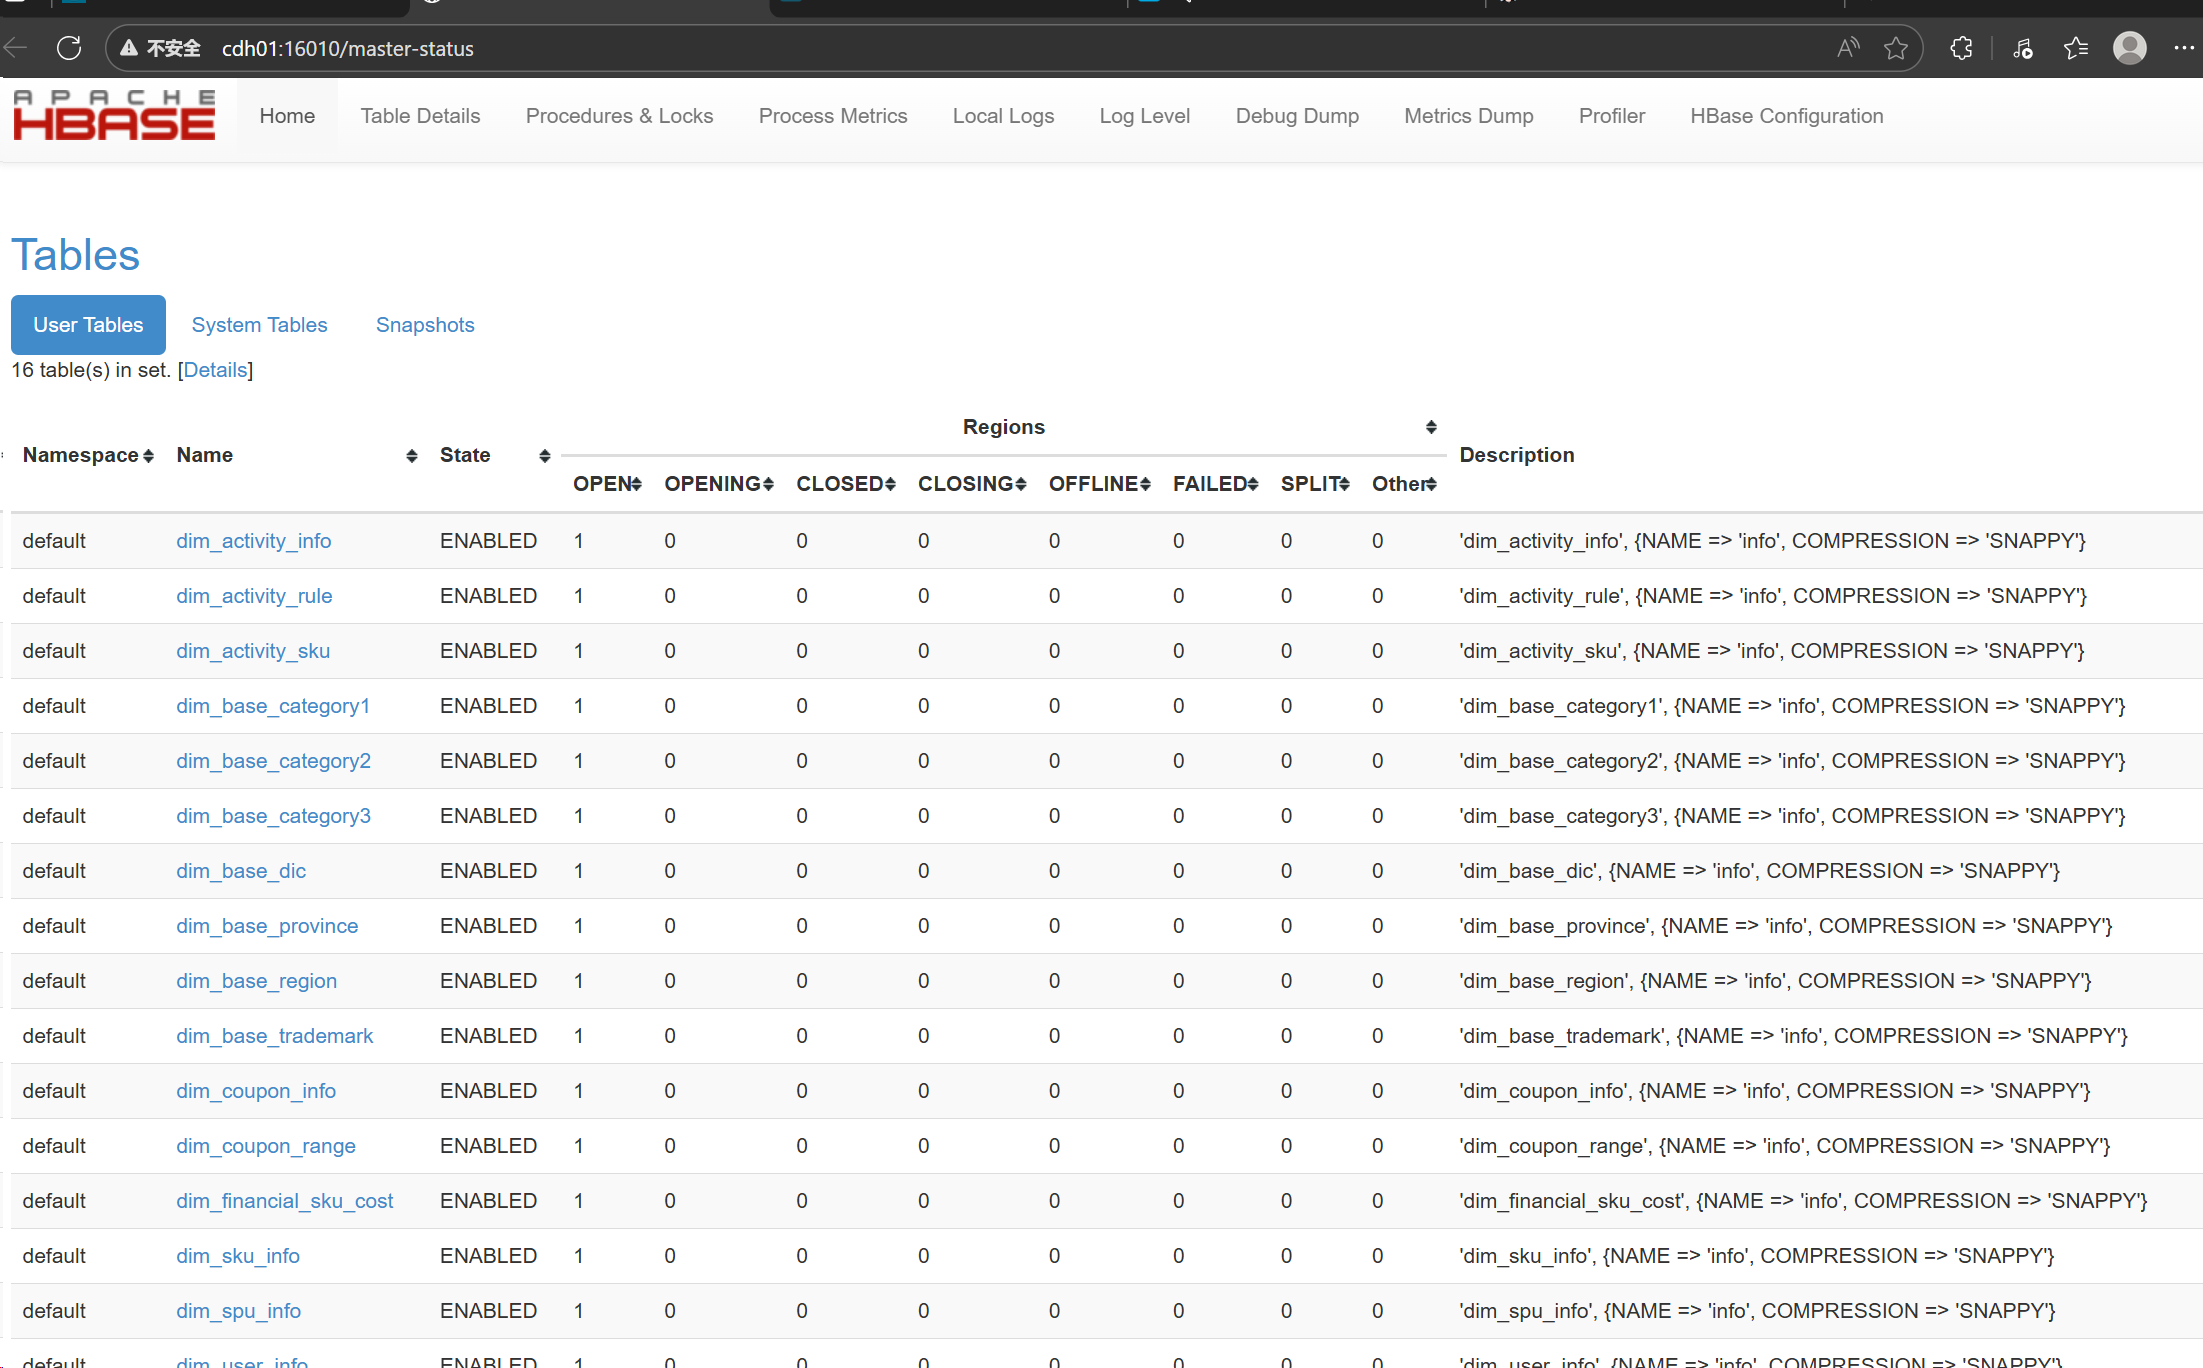 不安全 cdh01:16010/master-status
APACHE
HBASE
Home Table Details Procedures & Locks Process Metrics Local Logs Log Level Debug Dump Metrics Dump Profiler HBase Configuration
Tables
User Tables System Tables Snapshots
16 table(s) in set. [Details]
Regions
Namespace Name State Description
OPEN OPENING CLOSED CLOSING OFFLINE FAILED SPLIT Other
default dim_activity_info ENABLED 1 0 0 0 0 0 0 0 'dim_activity_info', {NAME => 'info', COMPRESSION => 'SNAPPY'}
default dim_activity_rule ENABLED 1 0 0 0 0 0 0 0 'dim_activity_rule', {NAME => 'info', COMPRESSION => 'SNAPPY'}
default dim_activity_sku ENABLED 1 0 0 0 0 0 0 0 'dim_activity_sku', {NAME => 'info', COMPRESSION => 'SNAPPY'}
default dim_base_category1 ENABLED 1 0 0 0 0 0 0 0 'dim_base_category1', {NAME => 'info', COMPRESSION => 'SNAPPY'}
default dim_base_category2 ENABLED 1 0 0 0 0 0 0 0 'dim_base_category2', {NAME => 'info', COMPRESSION => 'SNAPPY'}
default dim_base_category3 ENABLED 1 0 0 0 0 0 0 0 'dim_base_category3', {NAME => 'info', COMPRESSION => 'SNAPPY'}
default dim_base_dic ENABLED 1 0 0 0 0 0 0 0 'dim_base_dic', {NAME => 'info', COMPRESSION => 'SNAPPY'}
default dim_base_province ENABLED 1 0 0 0 0 0 0 0 'dim_base_province', {NAME => 'info', COMPRESSION => 'SNAPPY'}
default dim_base_region ENABLED 1 0 0 0 0 0 0 0 'dim_base_region', {NAME => 'info', COMPRESSION => 'SNAPPY'}
default dim_base_trademark ENABLED 1 0 0 0 0 0 0 0 'dim_base_trademark', {NAME => 'info', COMPRESSION => 'SNAPPY'}
default dim_coupon_info ENABLED 1 0 0 0 0 0 0 0 'dim_coupon_info', {NAME => 'info', COMPRESSION => 'SNAPPY'}
default dim_coupon_range ENABLED 1 0 0 0 0 0 0 0 'dim_coupon_range', {NAME => 'info', COMPRESSION => 'SNAPPY'}
default dim_financial_sku_cost ENABLED 1 0 0 0 0 0 0 0 'dim_financial_sku_cost', {NAME => 'info', COMPRESSION => 'SNAPPY'}
default dim_sku_info ENABLED 1 0 0 0 0 0 0 0 'dim_sku_info', {NAME => 'info', COMPRESSION => 'SNAPPY'}
default dim_spu_info ENABLED 1 0 0 0 0 0 0 0 'dim_spu_info', {NAME => 'info', COMPRESSION => 'SNAPPY'}
default dim_user_info ENABLED 1 0 0 0 0 0 0 0 'dim_user_info', {NAME => 'info', COMPRESSION => 'SNAPPY'}